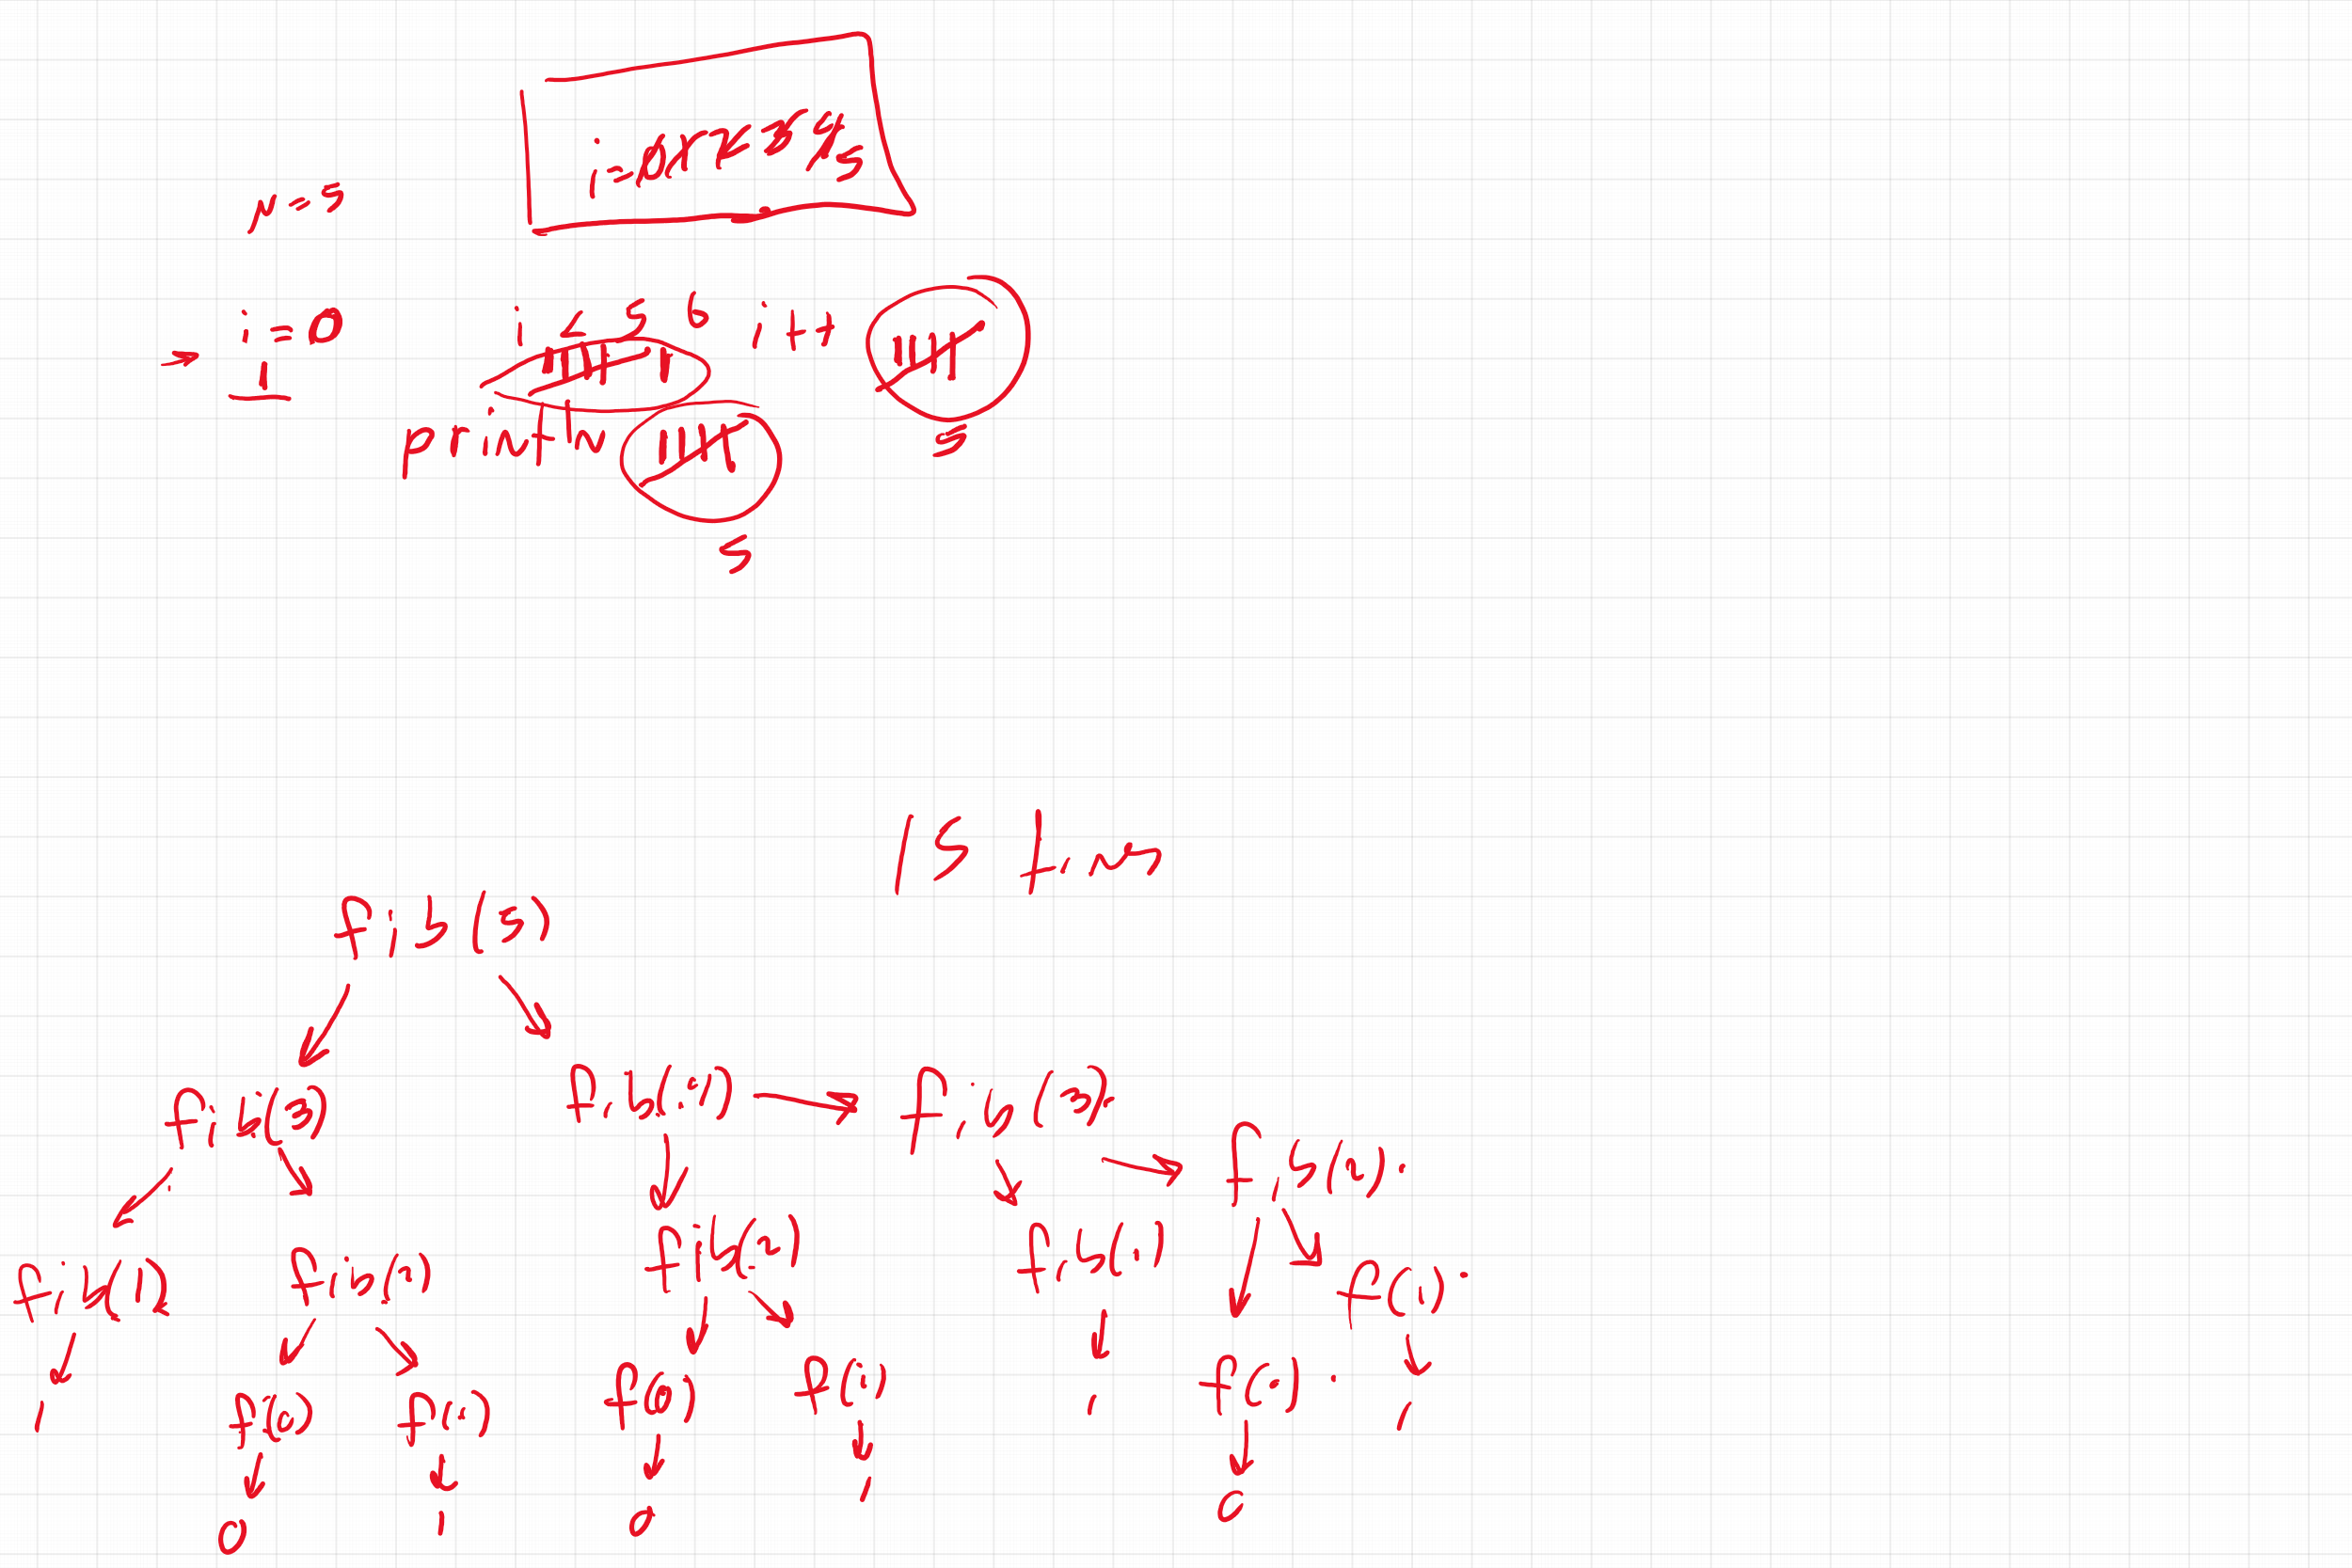 n=5
i=0 1 2 3 4 5
i=0
i<5 6 i++
1
println
5
5
15 times
fib(5)
fib(3) fib(4) → fib(3)
fib(2)
fib(1) fib(2) fib(2) fib(1) f(1)
f(0) f(1) f(0) f(1) 1 f(0) 1
1 0 1 0 1 0